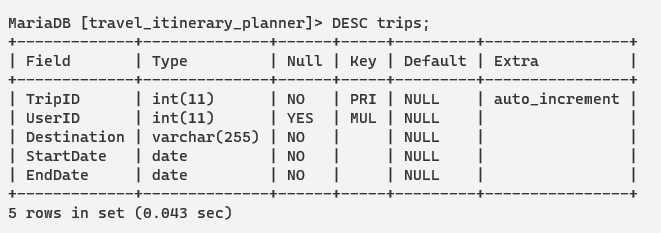 MariaDB [travel_itinerary_planner]> DESC trips;
+-------------+--------------+------+-----+---------+----------------+
| Field       | Type         | Null | Key | Default | Extra          |
+-------------+--------------+------+-----+---------+----------------+
| TripID      | int(11)      | NO   | PRI | NULL    | auto_increment |
| UserID      | int(11)      | YES  | MUL | NULL    |                |
| Destination | varchar(255) | NO   |     | NULL    |                |
| StartDate   | date         | NO   |     | NULL    |                |
| EndDate     | date         | NO   |     | NULL    |                |
+-------------+--------------+------+-----+---------+----------------+
5 rows in set (0.043 sec)